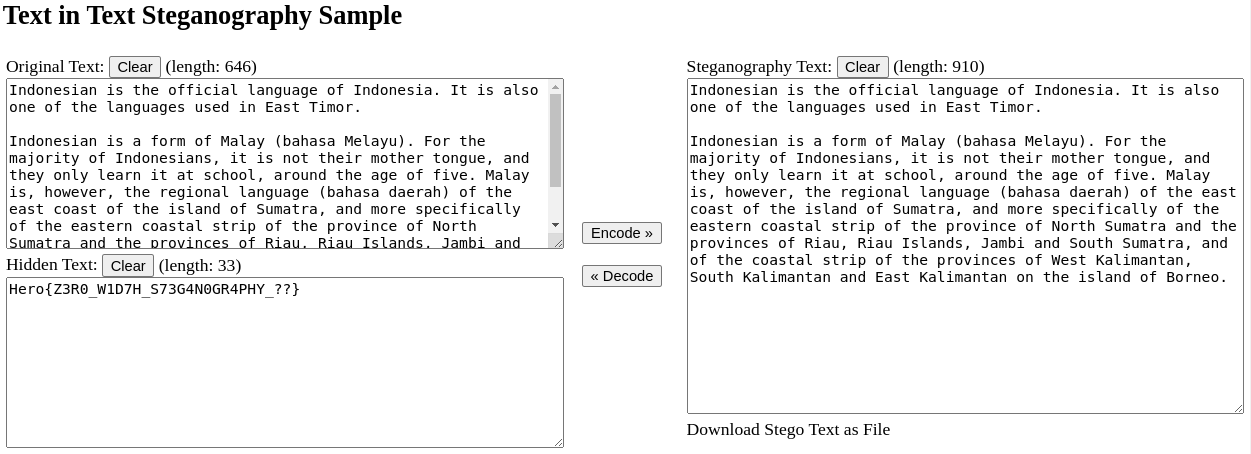 Text in Text Steganography Sample
Original Text: Clear (length: 646)
Indonesian is the official language of Indonesia. It is also
one of the languages used in East Timor.
Indonesian is a form of Malay (bahasa Melayu). For the
majority of Indonesians, it is not their mother tongue, and
they only learn it at school, around the age of five. Malay
is, however, the regional language (bahasa daerah) of the
east coast of the island of Sumatra, and more specifically
of the eastern coastal strip of the province of North
Sumatra and the provinces of Riau, Riau Islands, Jambi and
Hidden Text: Clear (length: 33)
Hero{Z3R0_W1D7H_S73G4N0GR4PHY_??}
Encode »
« Decode
Steganography Text: Clear (length: 910)
Indonesian is the official language of Indonesia. It is also
one of the languages used in East Timor.
Indonesian is a form of Malay (bahasa Melayu). For the
majority of Indonesians, it is not their mother tongue, and
they only learn it at school, around the age of five. Malay
is, however, the regional language (bahasa daerah) of the east
coast of the island of Sumatra, and more specifically of the
eastern coastal strip of the province of North Sumatra and the
provinces of Riau, Riau Islands, Jambi and South Sumatra, and
of the coastal strip of the provinces of West Kalimantan,
South Kalimantan and East Kalimantan on the island of Borneo.
Download Stego Text as File